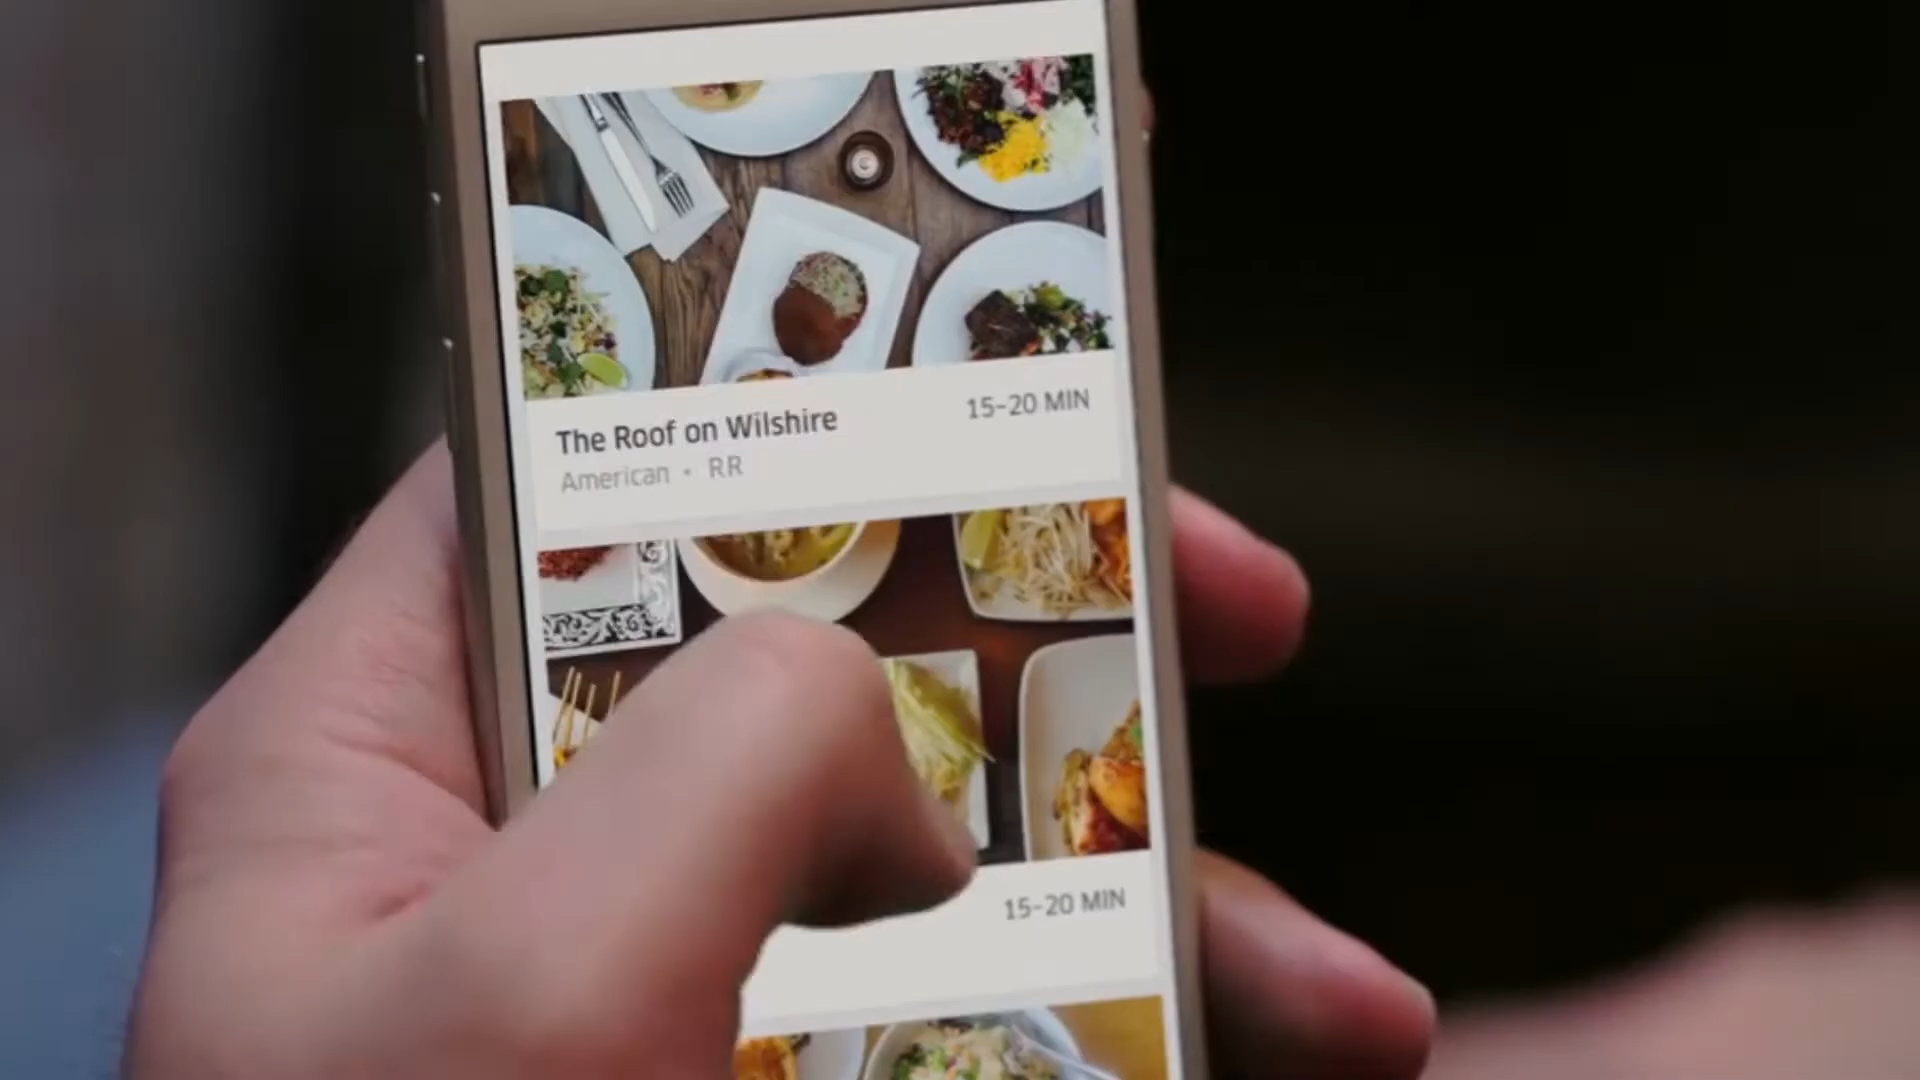 The Roof on Wilshire
15-20 MIN
American • RR
15-20 MIN